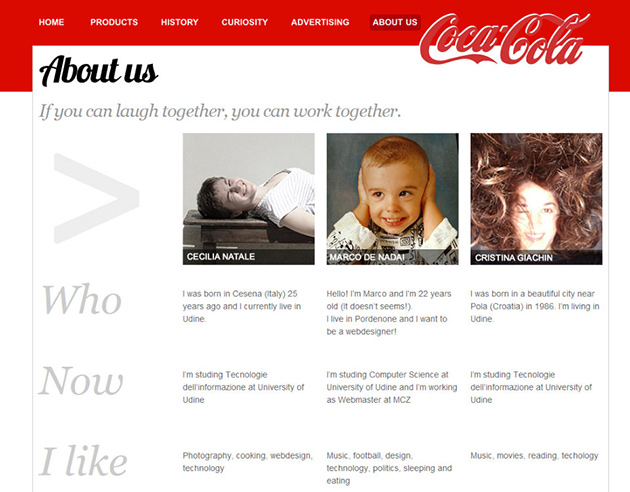 HOME PRODUCTS HISTORY CURIOSITY ADVERTISING ABOUT US
Coca-Cola
About us
If you can laugh together, you can work together.
>
CECILIA NATALE
MARCO DE NADAI
CRISTINA GIACHIN
Who
I was born in Cesena (Italy) 25
years ago and I currently live in
Udine.
Hello! I'm Marco and I'm 22 years
old (It doesn't seems!).
I live in Pordenone and I want to
be a webdesigner!
I was born in a beautiful city near
Pola (Croatia) in 1986. I'm living in
Udine.
Now
I'm studing Tecnologie
dell'informazione at University of
Udine
I'm studing Computer Science at
University of Udine and I'm working
as Webmaster at MCZ
I'm studing Tecnologie
dell'informazione at University of
Udine
I like
Photography, cooking, webdesign,
technology
Music, football, design,
technology, politics, sleeping and
eating
Music, movies, reading, techology